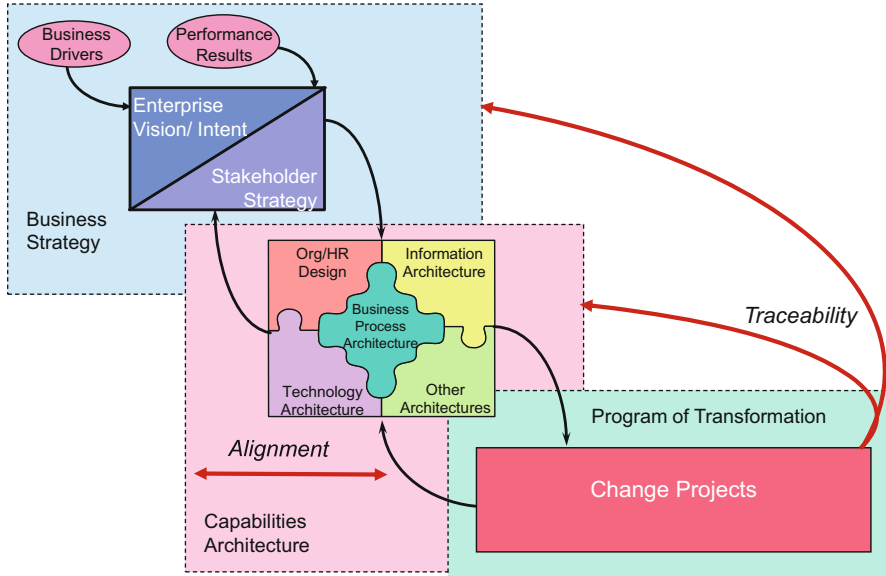 Business
Drivers
Performance
Results
Enterprise
Vision/ Intent
Stakeholder
Strategy
Business
Strategy
Org/HR
Design
Information
Architecture
Business
Process
Architecture
Technology
Architecture
Other
Architectures
Traceability
Alignment
Capabilities
Architecture
Program of Transformation
Change Projects